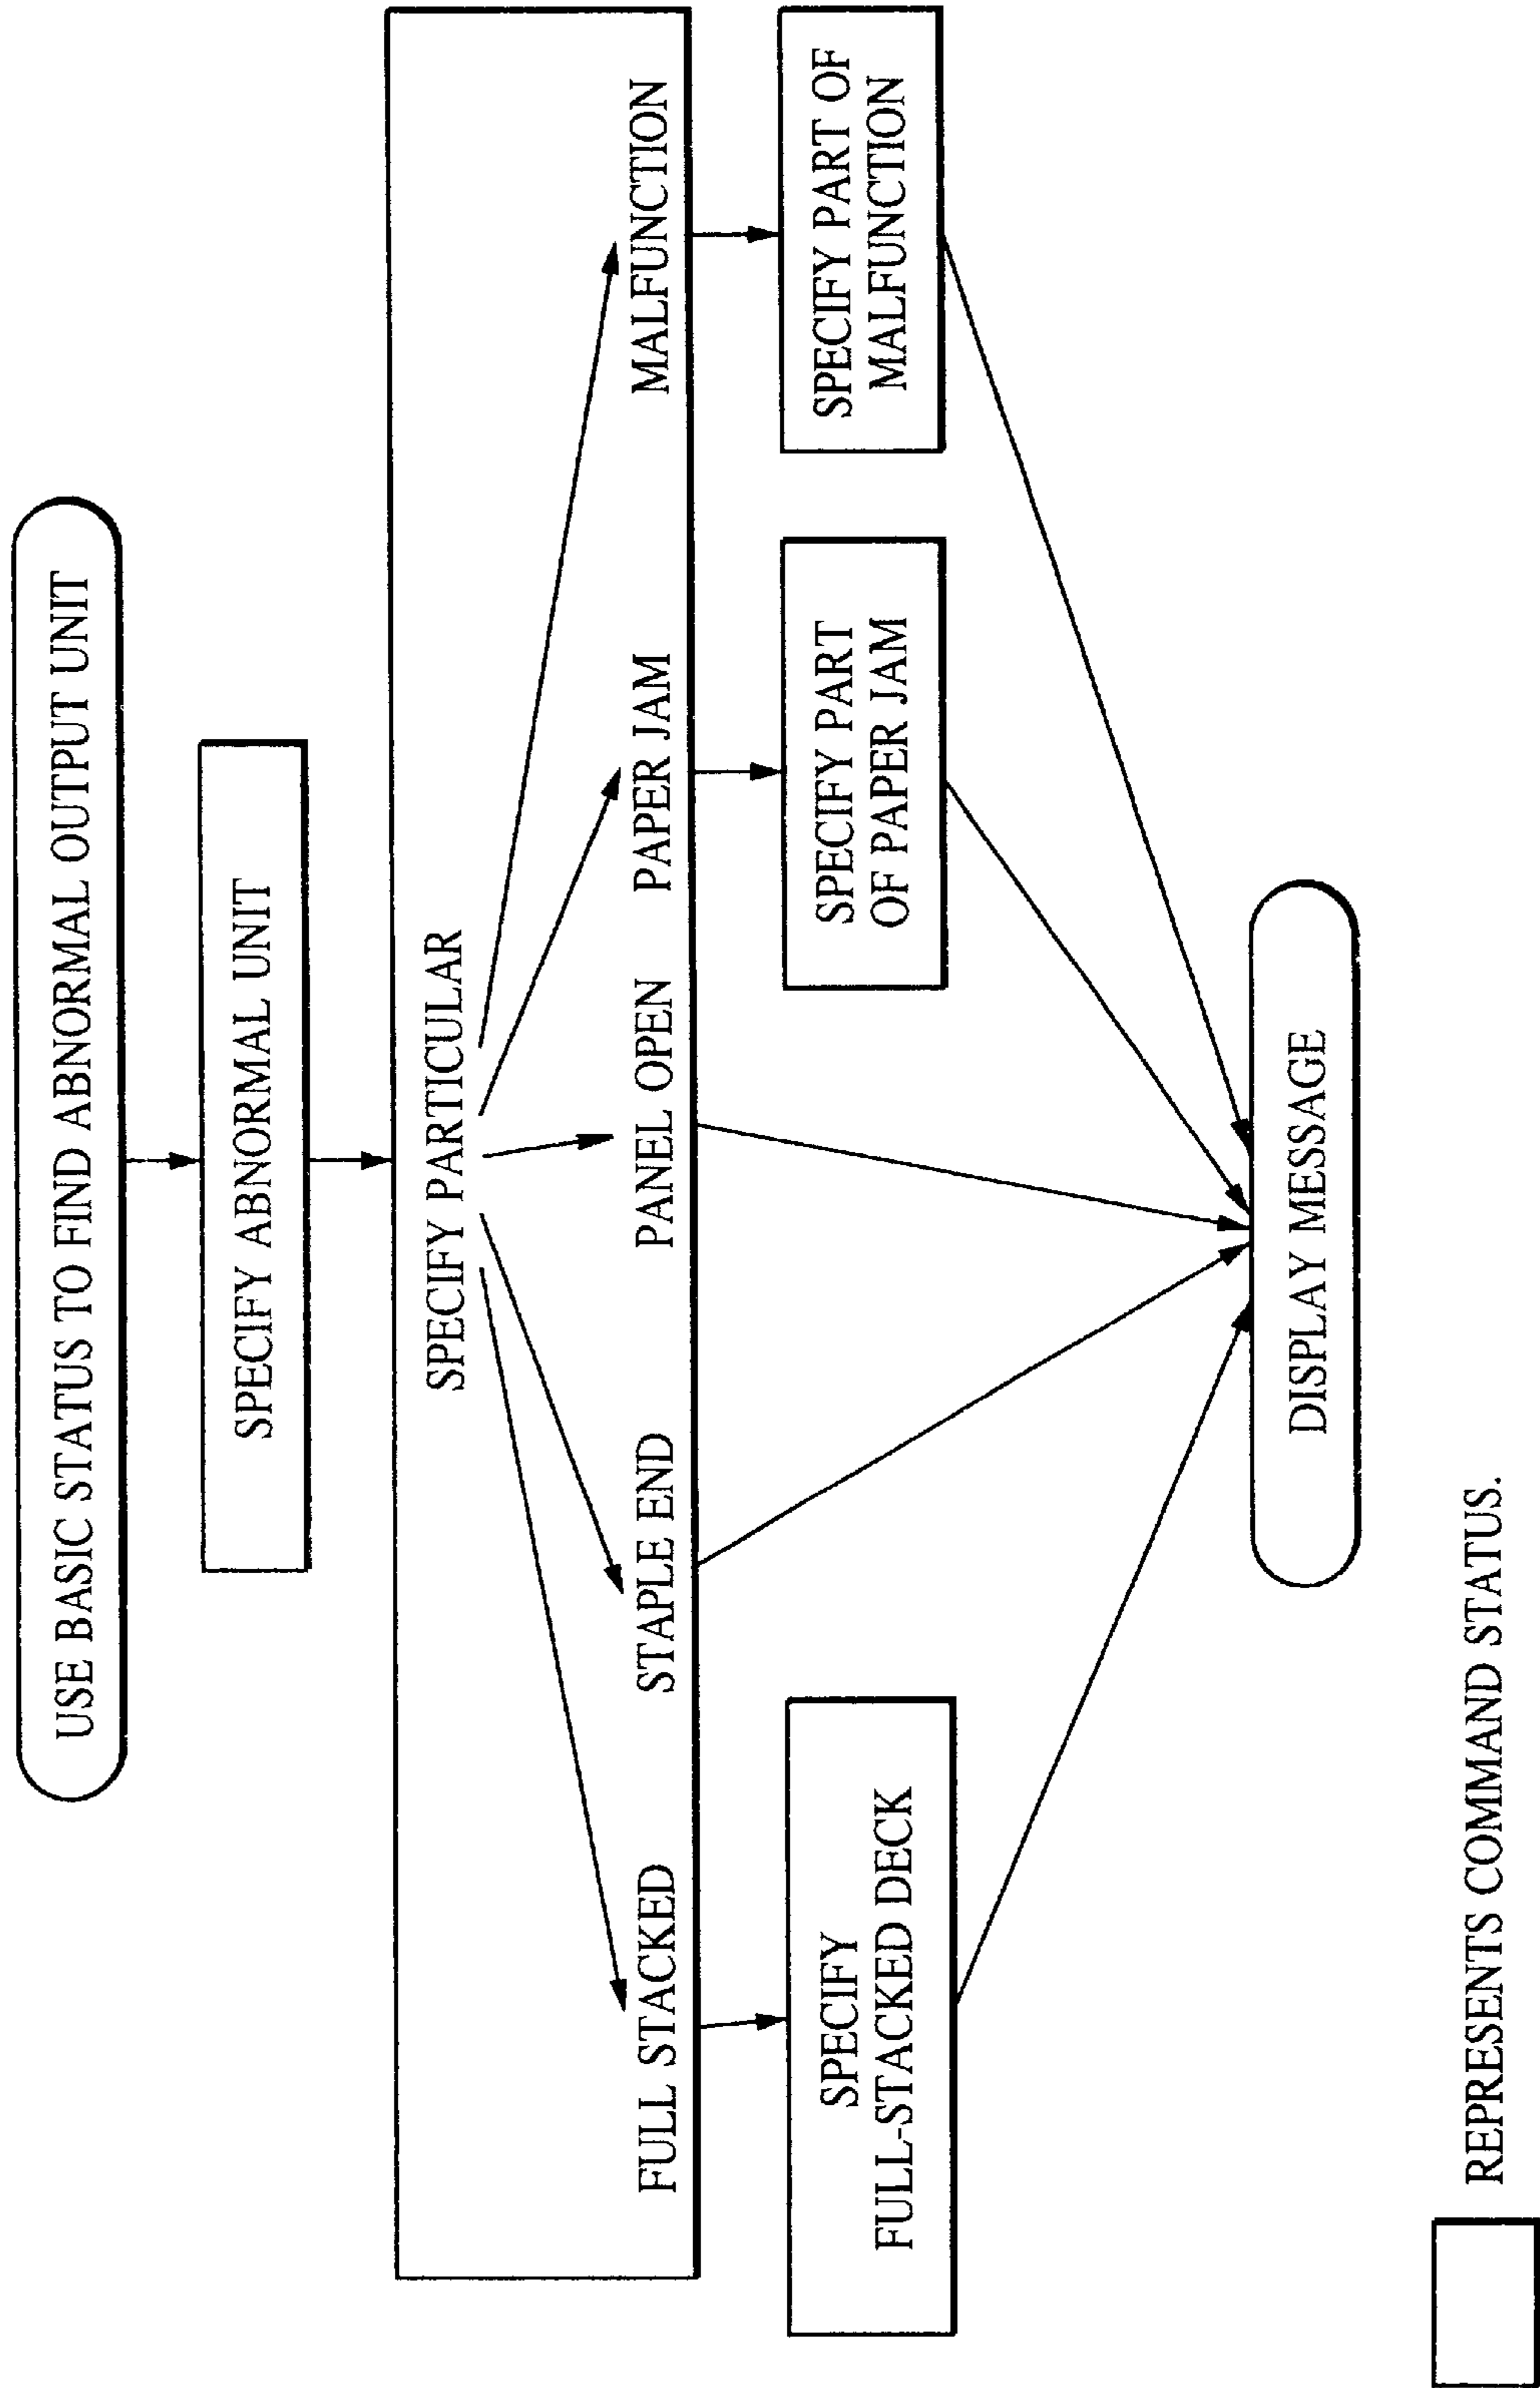 USE BASIC STATUS TO FIND ABNORMAL OUTPUT UNIT
SPECIFY ABNORMAL UNIT
SPECIFY PARTICULAR
FULL STACKED
STAPLE END
PANEL OPEN
PAPER JAM
MALFUNCTION
SPECIFY
FULL-STACKED DECK
SPECIFY PART
OF PAPER JAM
SPECIFY PART OF
MALFUNCTION
DISPLAY MESSAGE
REPRESENTS COMMAND STATUS.